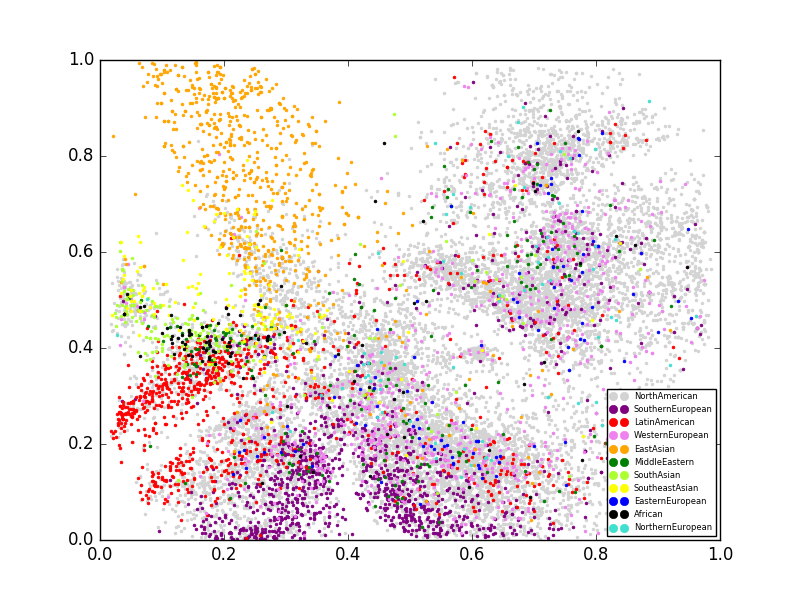 1.0
0.8
0.6
0.4
0.2
0.0
0.0 0.2 0.4 0.6 0.8 1.0
NorthAmerican
SouthernEuropean
LatinAmerican
WesternEuropean
EastAsian
MiddleEastern
SouthAsian
SoutheastAsian
EasternEuropean
African
NorthernEuropean